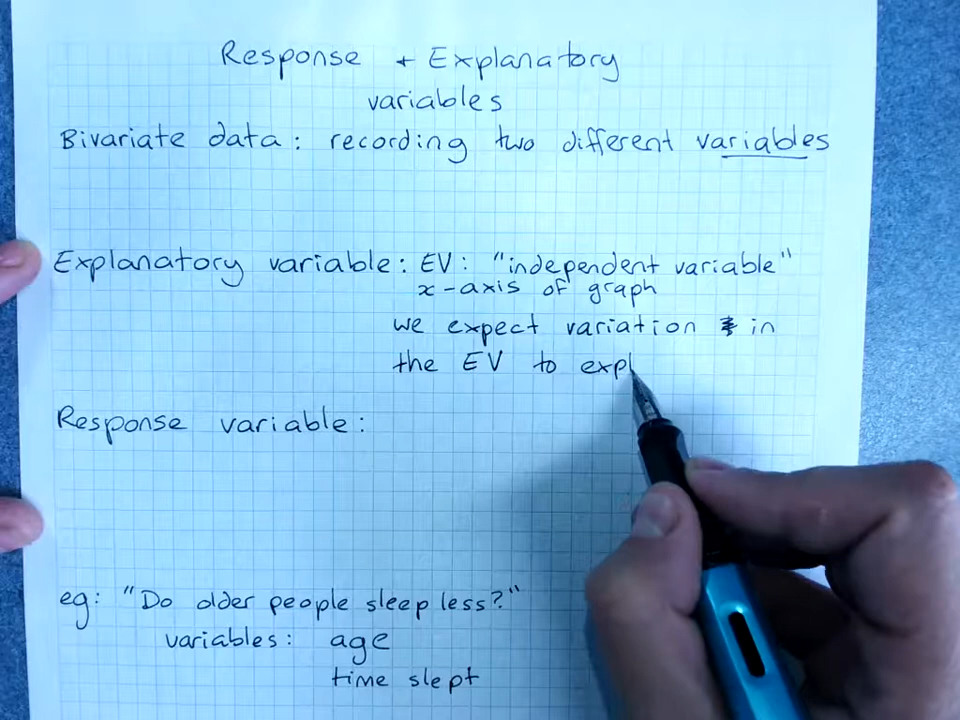 Response + Explanatory
variables
Bivariate data: recording two different variables
Explanatory variable: EV: "independent variable"
x-axis of graph
we expect variation in
the EV to expl
Response variable:
eg: "Do older people sleep less?"
variables: age
time slept